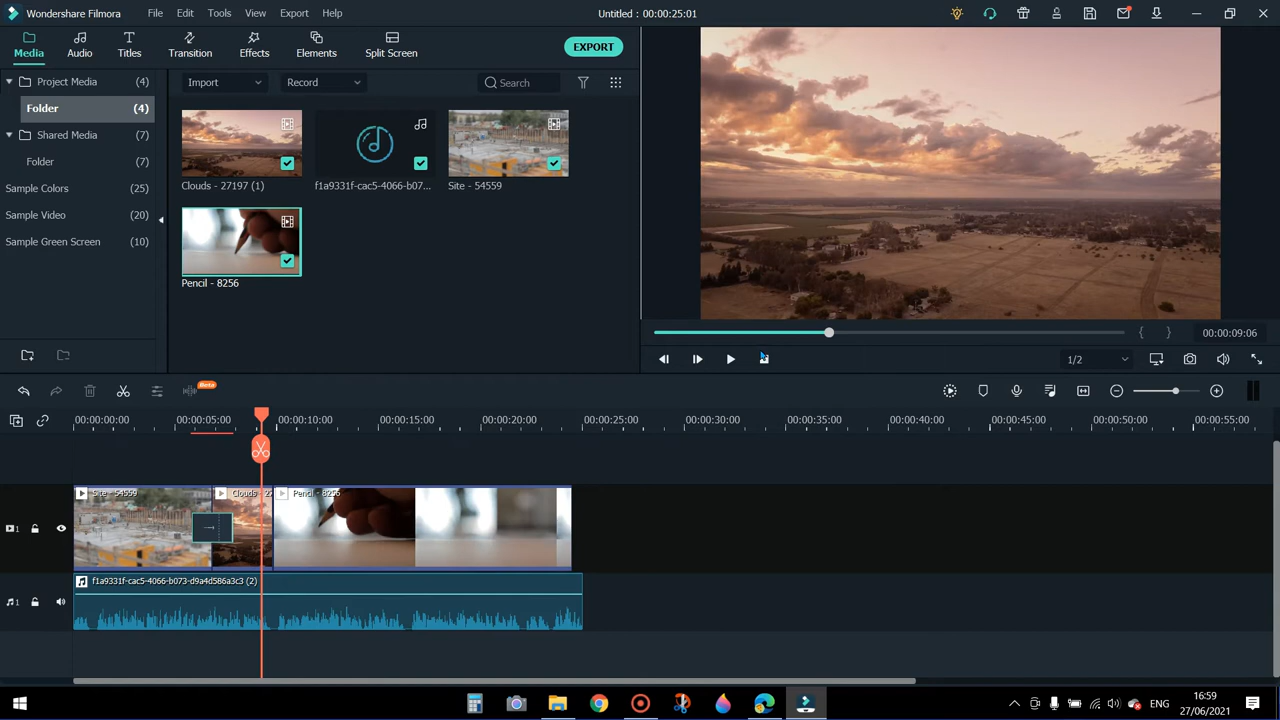 Wondershare Filmora File Edit Tools View Export Help Untitled : 00:00:25:01
Media Audio Titles Transition Effects Elements Split Screen EXPORT
Project Media (4)
Folder (4)
Shared Media (7)
Folder (7)
Sample Colors (25)
Sample Video (20)
Sample Green Screen (10)
Import Record Search
Clouds - 27197 (1) f1a9331f-cac5-4066-b07... Site - 54559
Pencil - 8256
00:00:09:06
1/2
Beta
00:00:00:00 00:00:05:00 00:00:10:00 00:00:15:00 00:00:20:00 00:00:25:00 00:00:30:00 00:00:35:00 00:00:40:00 00:00:45:00 00:00:50:00 00:00:55:00
1 Site - 54559 Clouds - 27 Pencil - 8256
f1a9331f-cac5-4066-b073-d9a4d586a3c3 (2)
1
ENG 16:59
27/06/2021